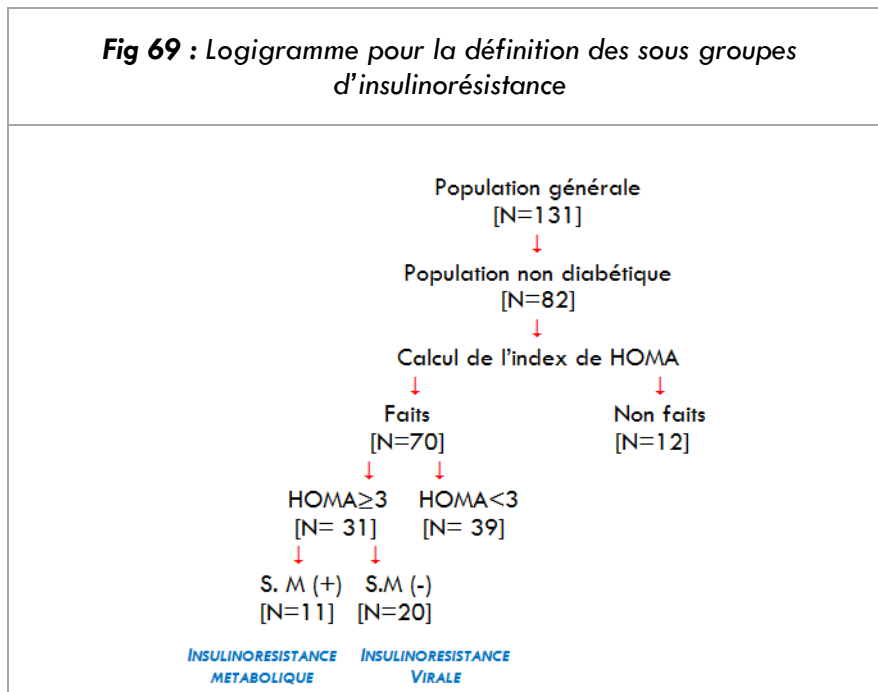 Fig 69 : Logigramme pour la définition des sous groupes
d'insulinorésistance
Population générale
[N=131]
↓
Population non diabétique
[N=82]
↓
Calcul de l'index de HOMA
↓ ↓
Faits Non faits
[N=70] [N=12]
↓ ↓
HOMA≥3 HOMA<3
[N= 31] [N= 39]
↓ ↓
S. M (+) S.M (-)
[N=11] [N=20]
INSULINORESISTANCE INSULINORESISTANCE
METABOLIQUE VIRALE